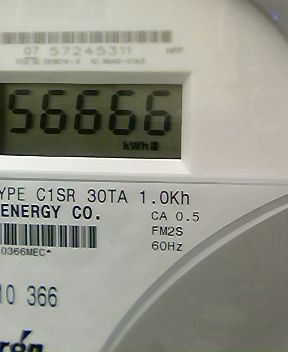 07 57245311
56666
kWh
YPE C1SR 30TA 1.0Kh
ENERGY CO.
CA 0.5
FM2S
60Hz
0366MEC*
10 366
rón